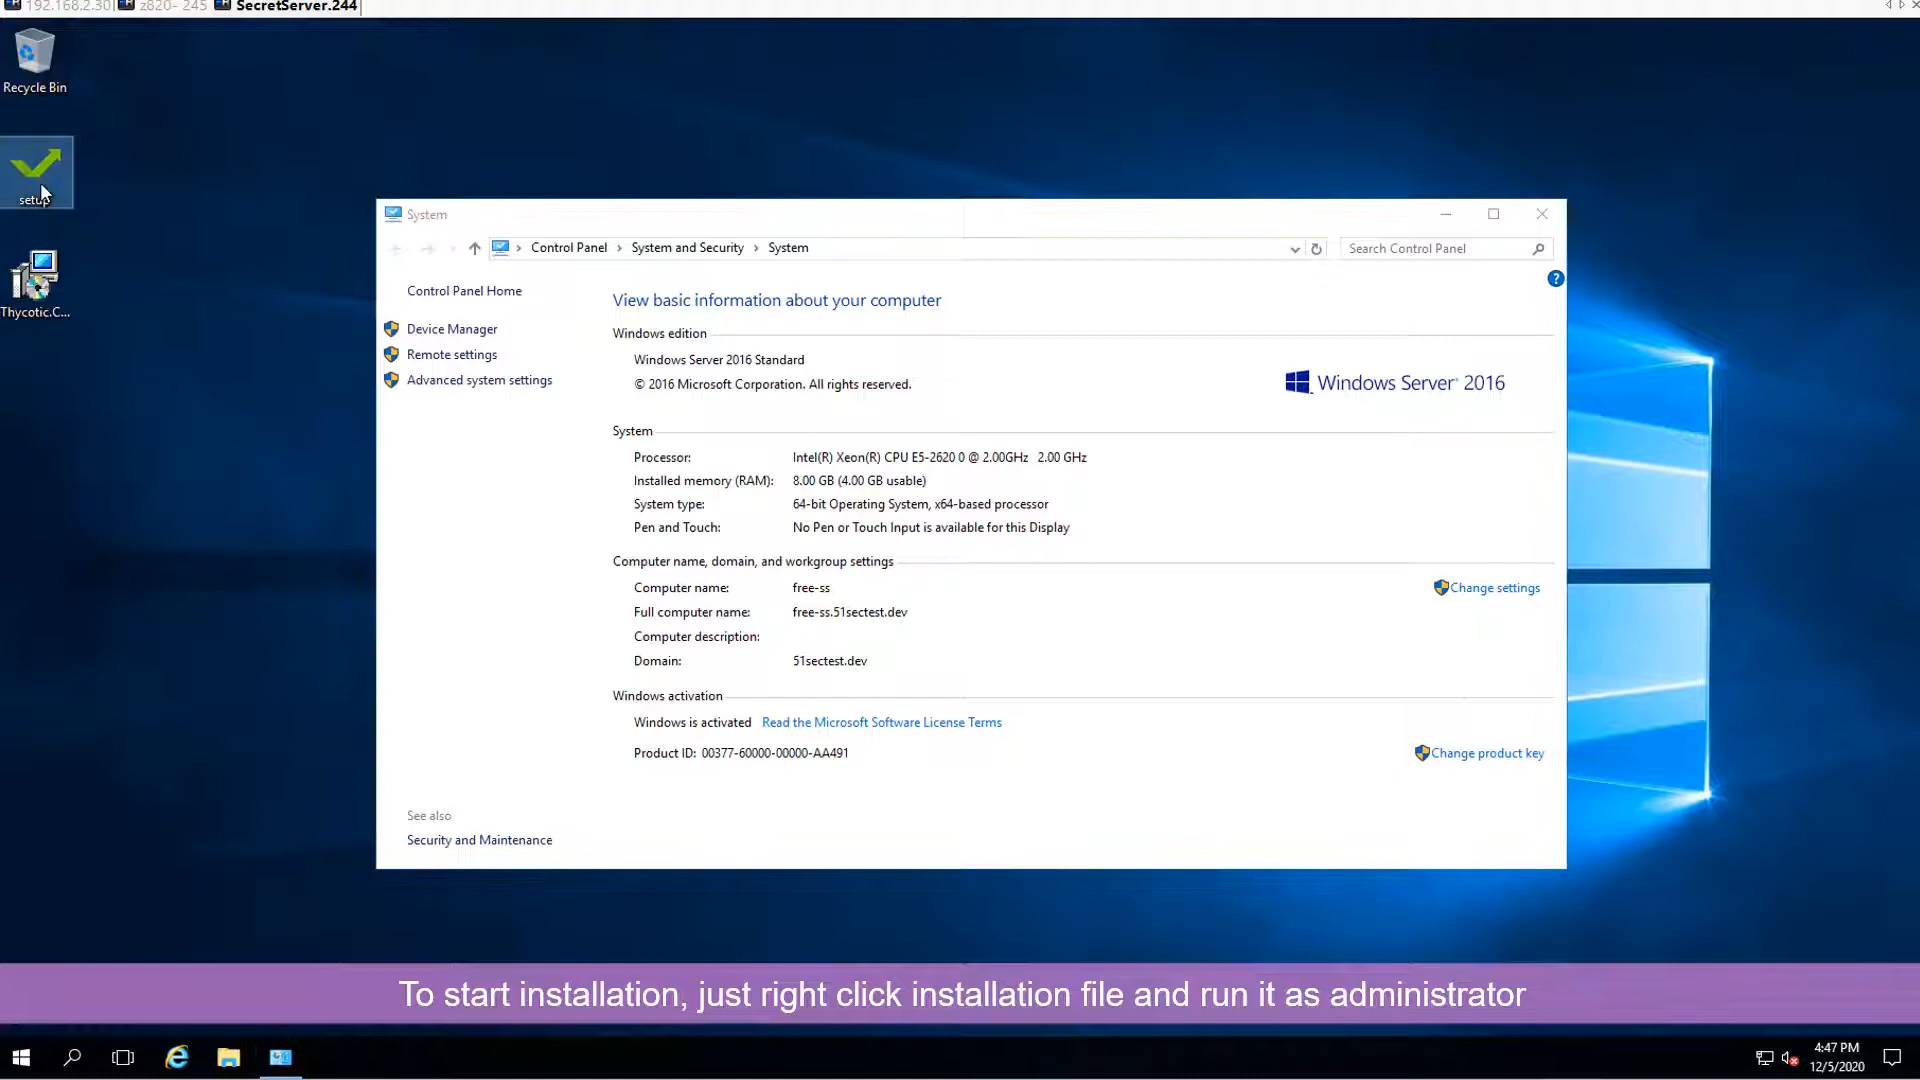 192.168.2.30 z820- 245 SecretServer.244
Recycle Bin
setup
Thycotic.C...
System
Control Panel System and Security System
Search Control Panel
Control Panel Home
Device Manager
Remote settings
Advanced system settings
See also
Security and Maintenance
View basic information about your computer
Windows edition
Windows Server 2016 Standard
© 2016 Microsoft Corporation. All rights reserved.
Windows Server 2016
System
Processor: Intel(R) Xeon(R) CPU E5-2620 0 @ 2.00GHz 2.00 GHz
Installed memory (RAM): 8.00 GB (4.00 GB usable)
System type: 64-bit Operating System, x64-based processor
Pen and Touch: No Pen or Touch Input is available for this Display
Computer name, domain, and workgroup settings
Computer name: free-ss
Change settings
Full computer name: free-ss.51sectest.dev
Computer description:
Domain: 51sectest.dev
Windows activation
Windows is activated Read the Microsoft Software License Terms
Product ID: 00377-60000-00000-AA491
Change product key
To start installation, just right click installation file and run it as administrator
4:47 PM
12/5/2020